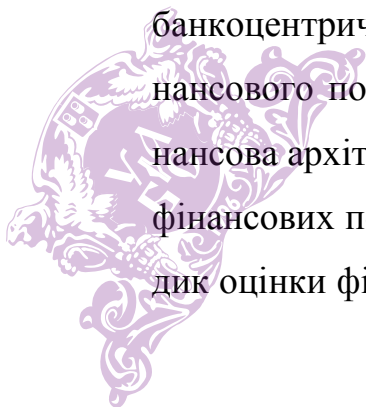 банкоцентрич
нансового по
нансова архіт
фінансових п
дик оцінки фі